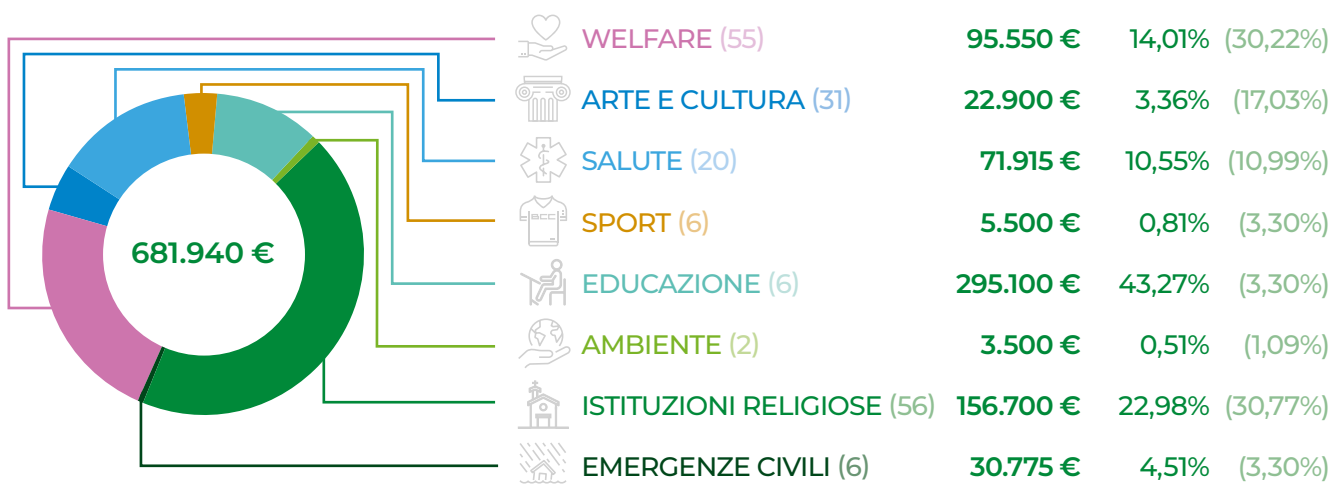 WELFARE (55) 95.550 € 14,01% (30,22%)
ARTE E CULTURA (31) 22.900 € 3,36% (17,03%)
SALUTE (20) 71.915 € 10,55% (10,99%)
BCC
SPORT (6) 5.500 € 0,81% (3,30%)
681.940 €
EDUCAZIONE (6) 295.100 € 43,27% (3,30%)
AMBIENTE (2) 3.500 € 0,51% (1,09%)
ISTITUZIONI RELIGIOSE (56) 156.700 € 22,98% (30,77%)
EMERGENZE CIVILI (6) 30.775 € 4,51% (3,30%)